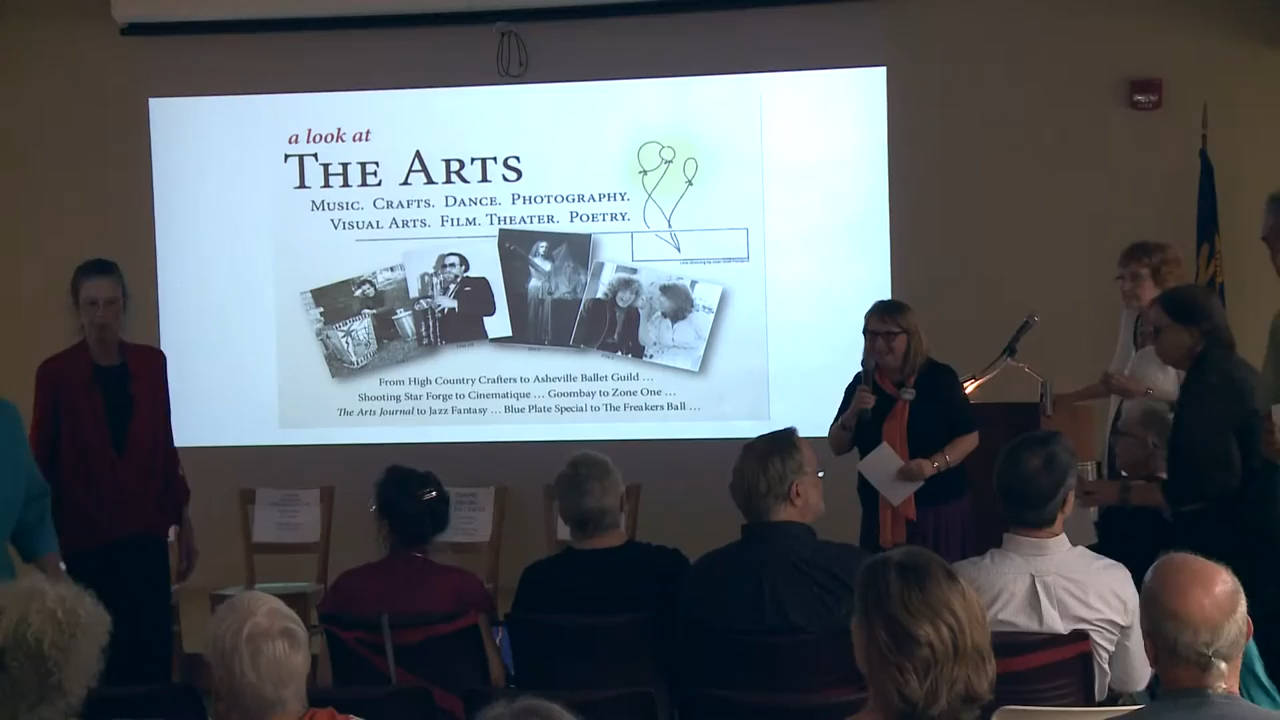 a look at
THE ARTS
MUSIC. CRAFTS. DANCE. PHOTOGRAPHY.
VISUAL ARTS. FILM. THEATER. POETRY.
From High Country Crafters to Asheville Ballet Guild ...
Shooting Star Forge to Cinematique ... Goombay to Zone One ...
The Arts Journal to Jazz Fantasy ... Blue Plate Special to The Freakers Ball ...